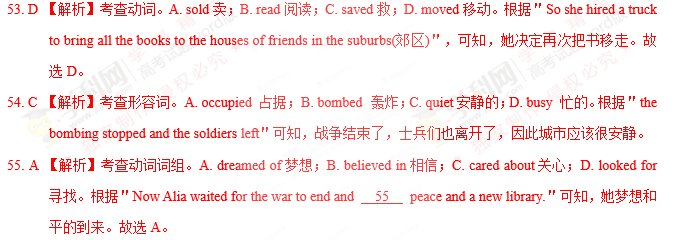 53. D 【解析】考查动词。A. sold 卖；B. read 阅读；C. saved 救；D. moved 移动。根据＂So she hired a truck
to bring all the books to the houses of friends in the suburbs(郊区)＂，可知，她决定再次把书移走。故
选 D。
54. C 【解析】考查形容词。A. occupied 占据；B. bombed 轰炸；C. quiet 安静的；D. busy 忙的。根据＂the
bombing stopped and the soldiers left＂可知，战争结束了，士兵们也离开了，因此城市应该很安静。
55. A 【解析】考查动词词组。A. dreamed of 梦想；B. believed in 相信；C. cared about 关心；D. looked for
寻找。根据＂Now Alia waited for the war to end and __55__ peace and a new library.＂可知，她梦想和
平的到来。故选 A。